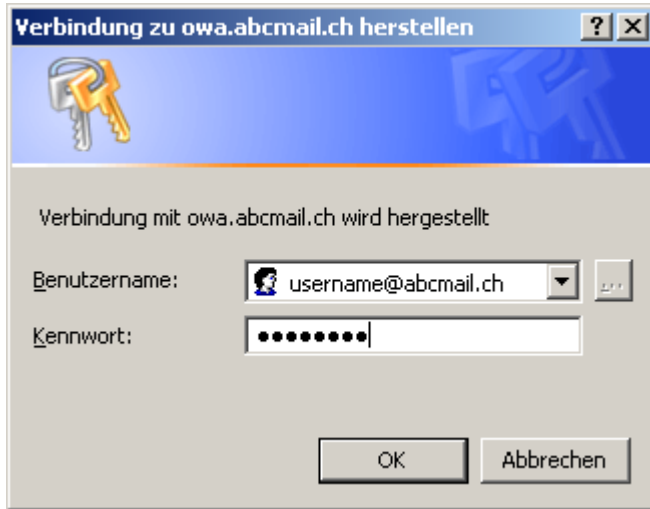 Verbindung zu owa.abcmail.ch herstellen
Verbindung mit owa.abcmail.ch wird hergestellt
Benutzername: username@abcmail.ch ...
Kennwort: ●●●●●●●●
OK Abbrechen